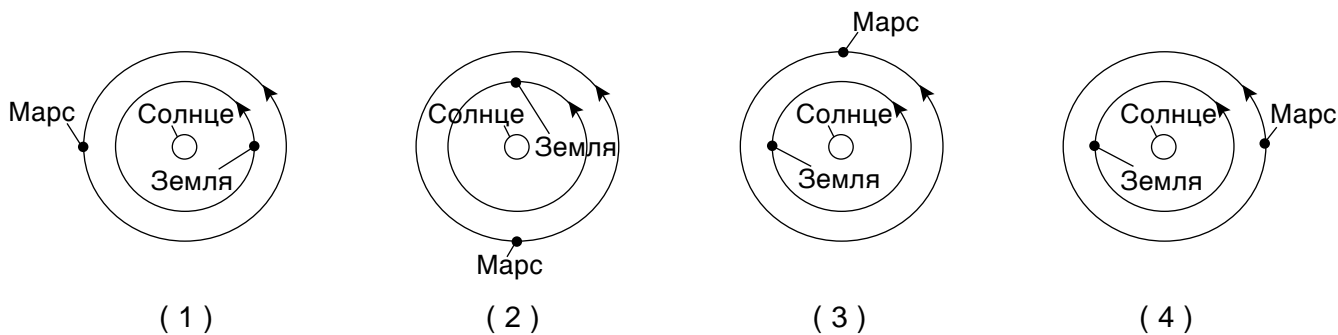 Марс
Солнце
Земля
( 1 )
Солнце
Земля
Марс
( 2 )
Марс
Солнце
Земля
( 3 )
Солнце
Марс
Земля
( 4 )